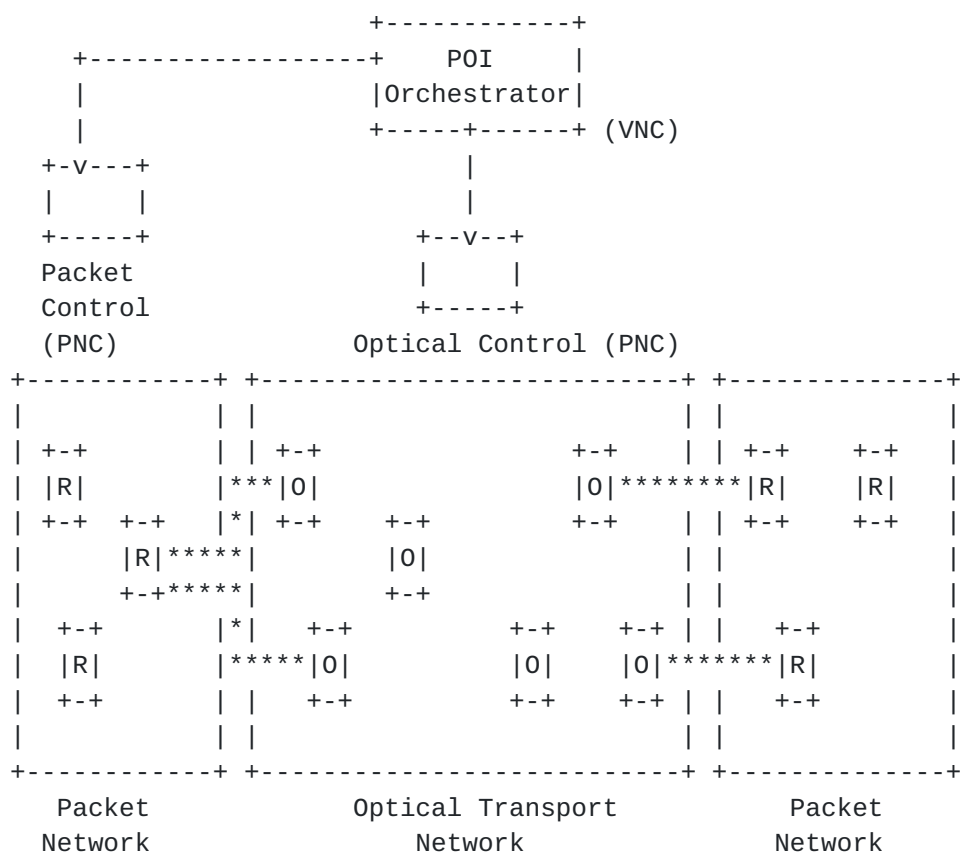 POI
Orchestrator
(VNC)
Packet
Control
(PNC)
Optical Control (PNC)
R O O R R
R O
R O O O R
Packet Optical Transport Packet
Network Network Network